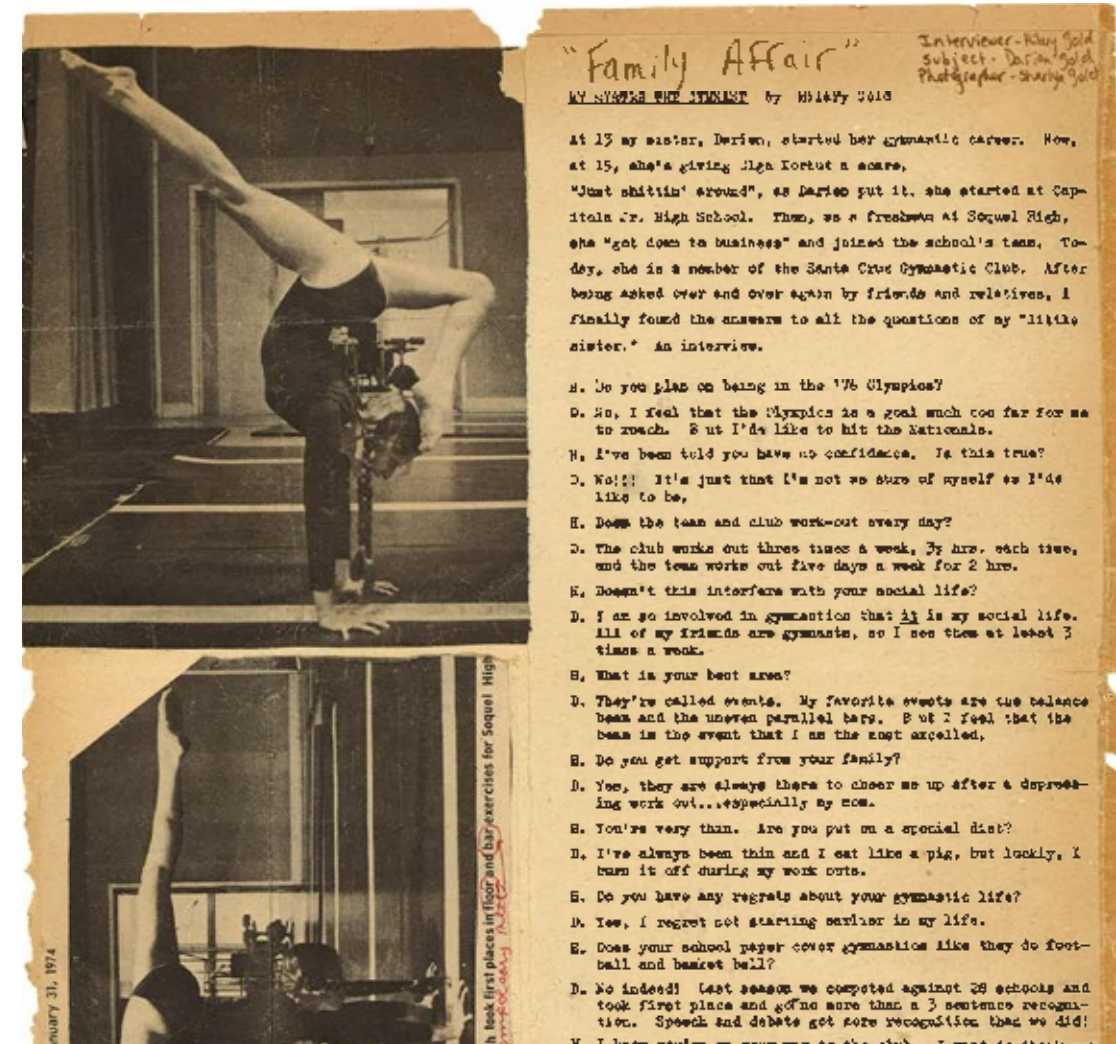 "Family Affair"
Interviewer - Hilary Gold
Subject - Darien Gold
Photographer - Gold
MY SYSTER THE GYMNAST by Hilary Gold
At 13 my sister, Darien, started her gymnastic career. Now,
at 15, she's giving Olga Korbut a scare.
"Just shittin' around", as Darien put it, she started at Cap-
itola Jr. High School. Then, as a freshman at Soquel High,
she "got down to business" and joined the school's team. To-
day, she is a member of the Santa Cruz Gymnastic Club. After
being asked over and over again by friends and relatives, I
finally found the answers to all the questions of my "little
sister." An interview.
H. Do you plan on being in the '76 Olympics?
D. No, I feel that the Olympics is a goal much too far for me
to reach. B ut I'de like to hit the Nationals.
H. I've been told you have no confidence. Is this true?
D. No!!! It's just that I'm not as sure of myself as I'de
like to be.
H. Does the team and club work-out every day?
D. The club works out three times a week, 3½ hrs. each time,
and the team works out five days a week for 2 hrs.
H. Doesn't this interfere with your social life?
D. I am so involved in gymnastics that it is my social life.
All of my friends are gymnasts, so I see them at least 3
times a week.
H. What is your best area?
D. They're called events. My favorite events are the balance
beam and the uneven parallel bars. B ut I feel that the
beam is the event that I am the most excelled.
H. Do you get support from your family?
D. Yes, they are always there to cheer me up after a depress-
ing work out...especially my mom.
H. You're very thin. Are you put on a special diet?
D. I've always been thin and I eat like a pig, but luckly, I
burn it off during my work outs.
H. Do you have any regrets about your gymnastic life?
D. Yes, I regret not starting earlier in my life.
H. Does your school paper cover gymnastics like they do foot-
ball and basket ball?
D. No indeed! Last season we competed against 28 schools and
took first place and got no more than a 3 sentence recogni-
tion. Speech and debate got more recognition than we did!
h took first places in floor and bar exercises for Soquel High
nuary 31, 1974